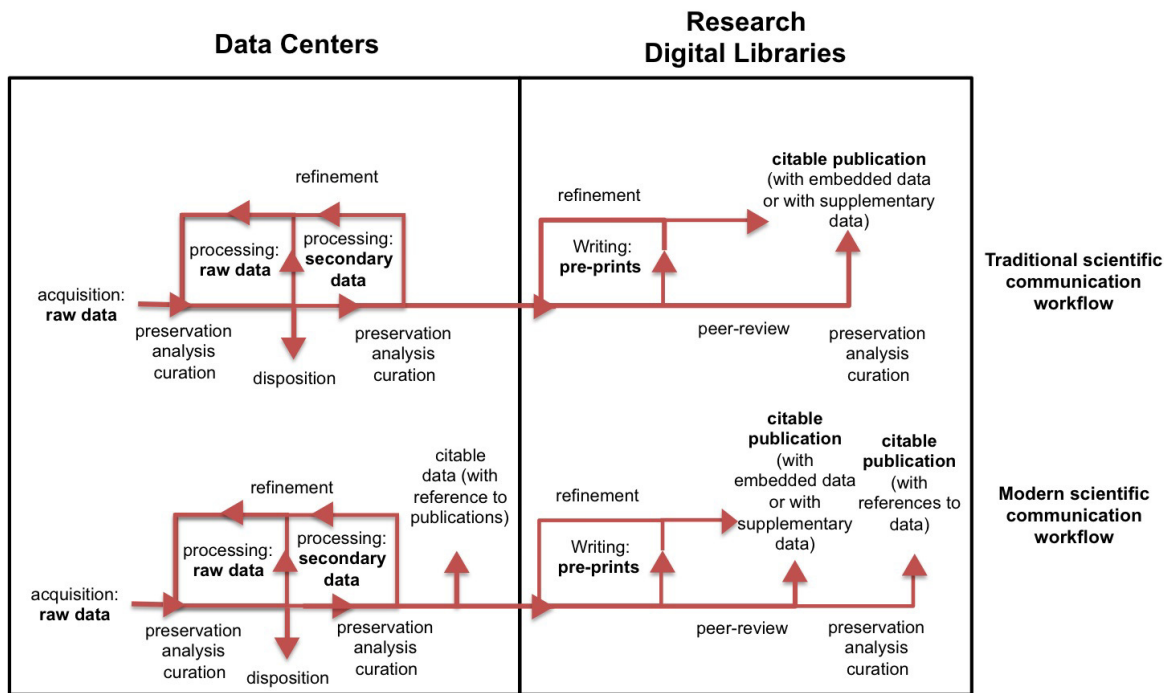 Data Centers
Research
Digital Libraries
refinement
processing:
raw data
processing:
secondary
data
acquisition:
raw data
preservation
analysis
curation
disposition
preservation
analysis
curation
refinement
Writing:
pre-prints
citable publication
(with embedded data
or with supplementary
data)
peer-review
preservation
analysis
curation
Traditional scientific
communication
workflow
refinement
processing:
raw data
processing:
secondary
data
citable
data (with
reference to
publications)
acquisition:
raw data
preservation
analysis
curation
disposition
preservation
analysis
curation
refinement
Writing:
pre-prints
citable
publication
(with
embedded data
or with
supplementary
data)
citable
publication
(with
references to
data)
peer-review
preservation
analysis
curation
Modern scientific
communication
workflow